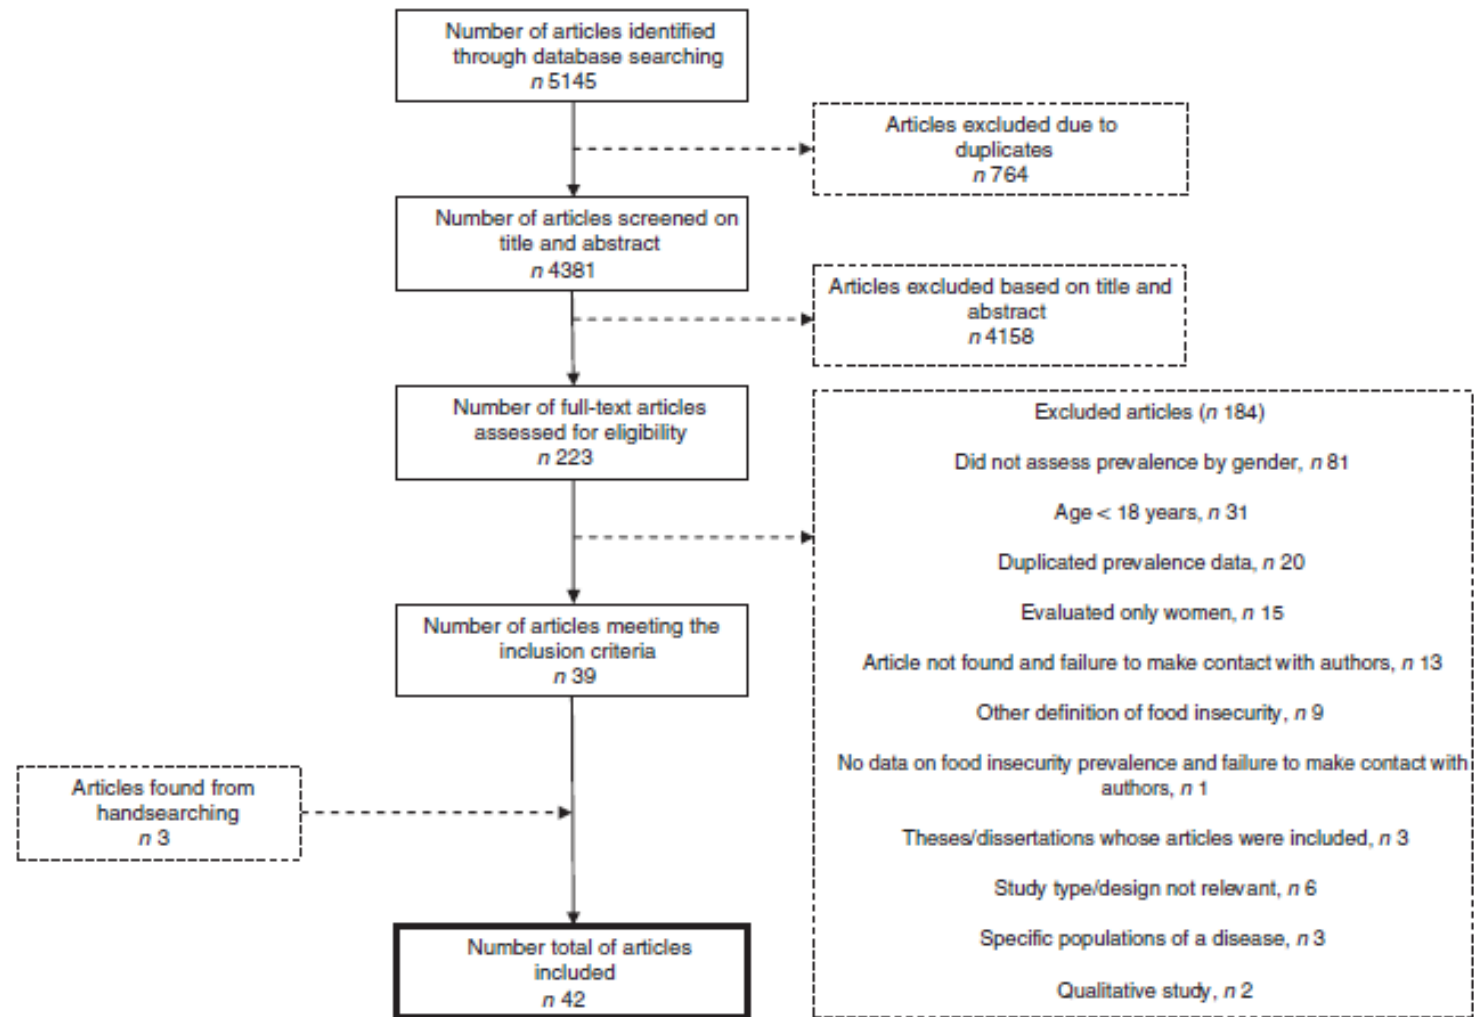 Number of articles identified
through database searching
n 5145
Articles excluded due to
duplicates
n 764
Number of articles screened on
title and abstract
n 4381
Articles excluded based on title and
abstract
n 4158
Number of full-text articles
assessed for eligibility
n 223
Excluded articles (n 184)
Did not assess prevalence by gender, n 81
Age < 18 years, n 31
Duplicated prevalence data, n 20
Evaluated only women, n 15
Article not found and failure to make contact with authors, n 13
Other definition of food insecurity, n 9
No data on food insecurity prevalence and failure to make contact with
authors, n 1
Theses/dissertations whose articles were included, n 3
Study type/design not relevant, n 6
Specific populations of a disease, n 3
Qualitative study, n 2
Number of articles meeting the
inclusion criteria
n 39
Articles found from
handsearching
n 3
Number total of articles
included
n 42